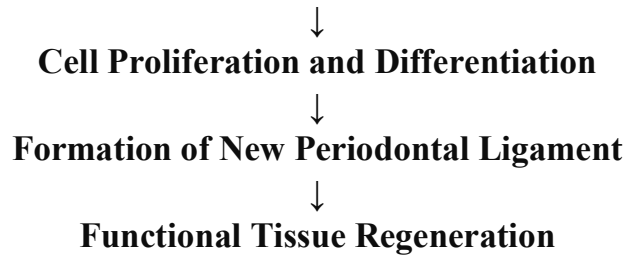 ↓
Cell Proliferation and Differentiation
↓
Formation of New Periodontal Ligament
↓
Functional Tissue Regeneration